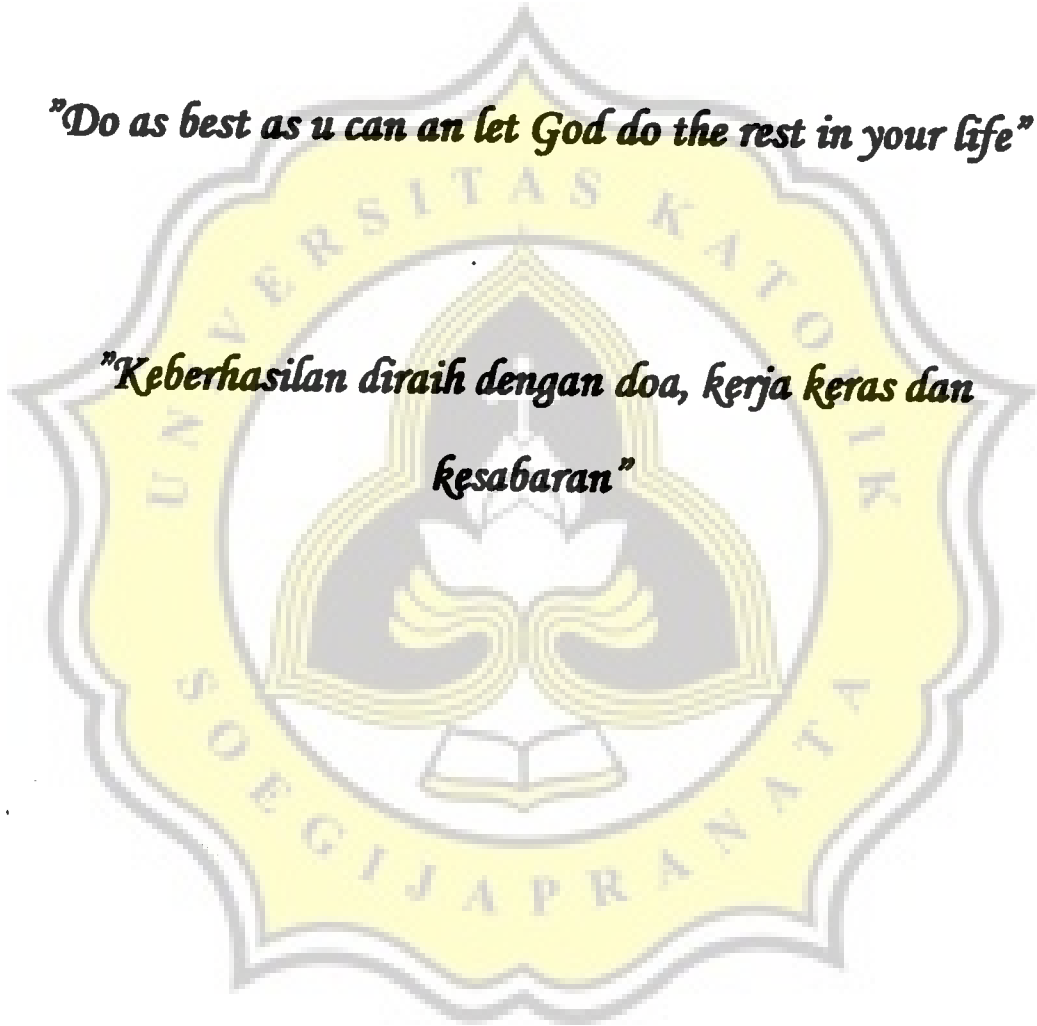 ”Do as best as u can an let God do the rest in your life”
”Keberhasilan diraih dengan doa, kerja keras dan
kesabaran”
UNIVERSITAS KATOLIK
SOEGIJAPRANATA